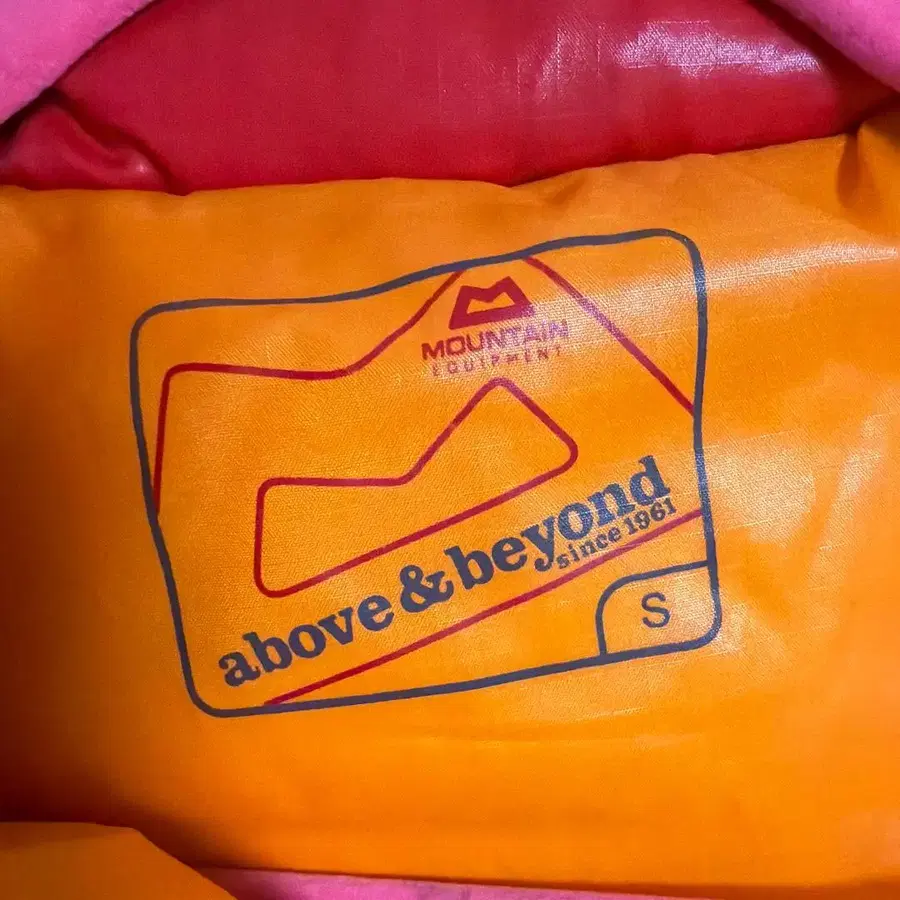 MOUNTAIN
EQUIPMENT
above & beyond
since 1961
S